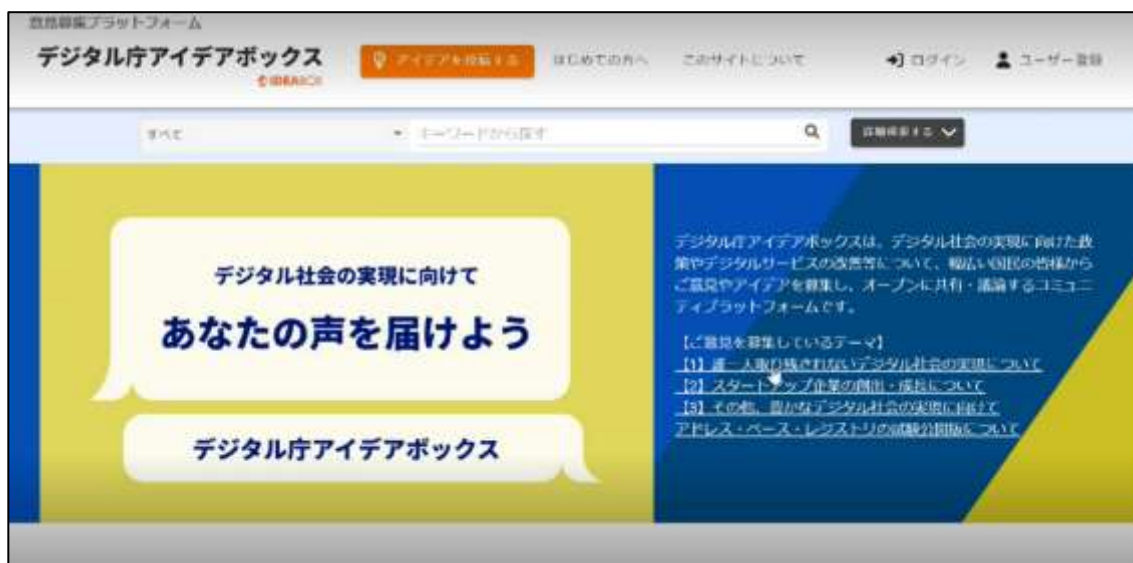 デジタル庁アイデアボックス
アイデアを投稿する
はじめての方へ
このサイトについて
ログイン
ユーザー登録
すべて
キーワードから探す
詳細検索する
デジタル社会の実現に向けて
あなたの声を届けよう
デジタル庁アイデアボックス
デジタル庁アイデアボックスは、デジタル社会の実現に向けた政
策やデジタルサービスの改善等について、幅広い国民の皆様から
ご意見やアイデアを募集し、オープンに共有・議論するコミュニ
ティプラットフォームです。
【ご意見を募集しているテーマ】
【1】誰一人取り残されないデジタル社会の実現について
【2】スタートアップ企業の創出・成長について
【3】その他、豊かなデジタル社会の実現に向けて
アドレス・ベース・レジストリの試験公開版について